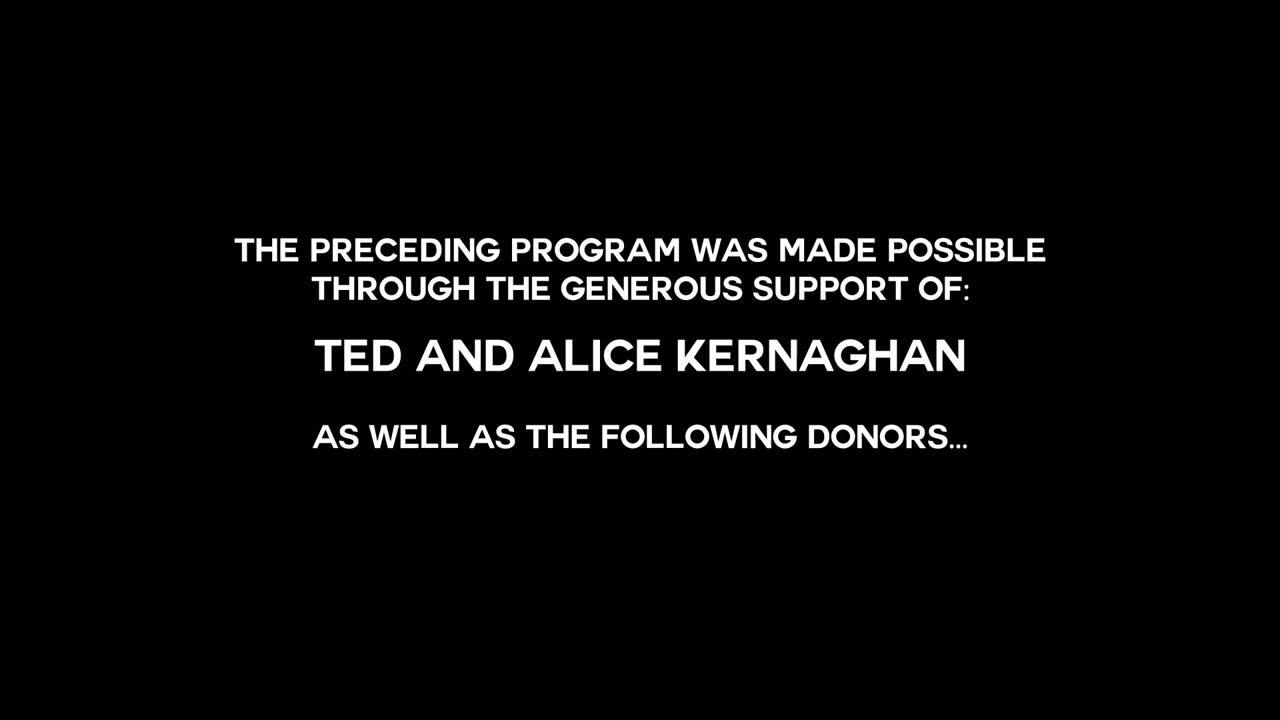 THE PRECEDING PROGRAM WAS MADE POSSIBLE
THROUGH THE GENEROUS SUPPORT OF:
TED AND ALICE KERNAGHAN
AS WELL AS THE FOLLOWING DONORS...